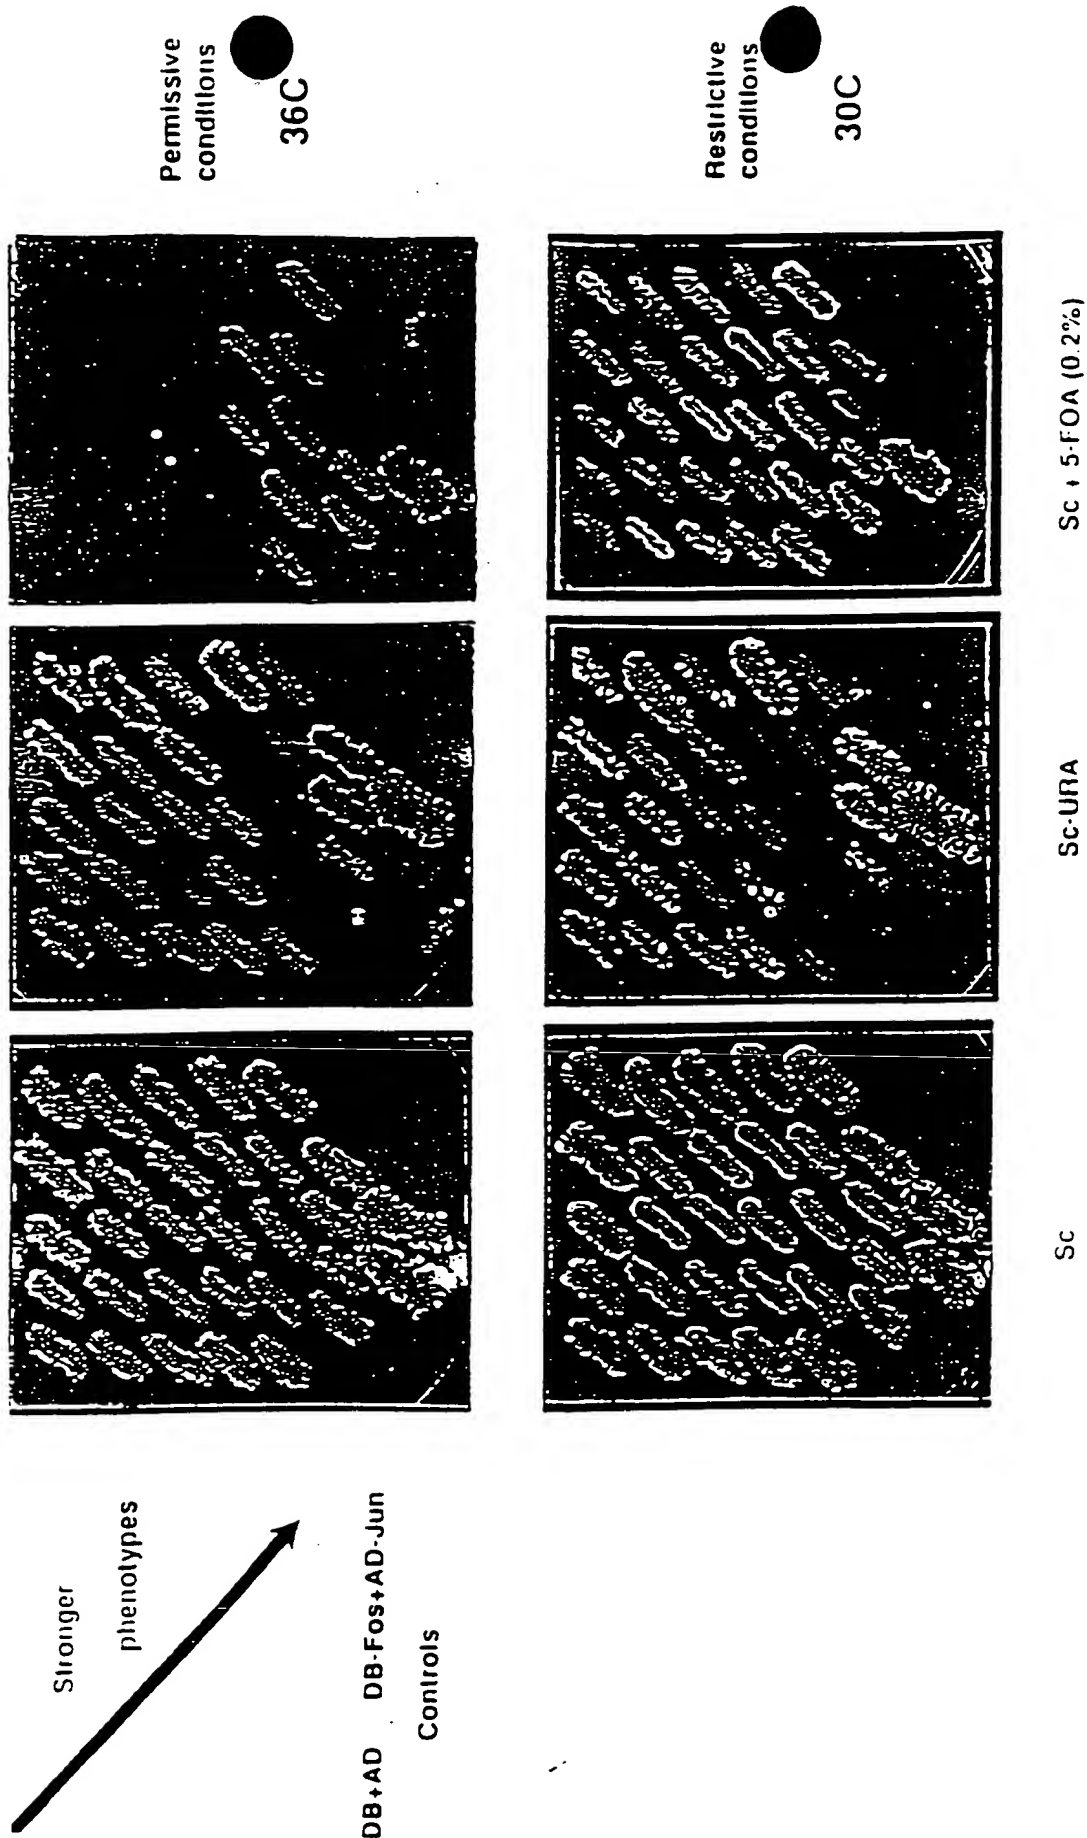 Stronger
phenotypes
DB+AD DB-Fos+AD-Jun
Controls
Permissive
conditions
36C
Restrictive
conditions
30C
Sc
Sc-URA
Sc + 5-FOA (0.2%)